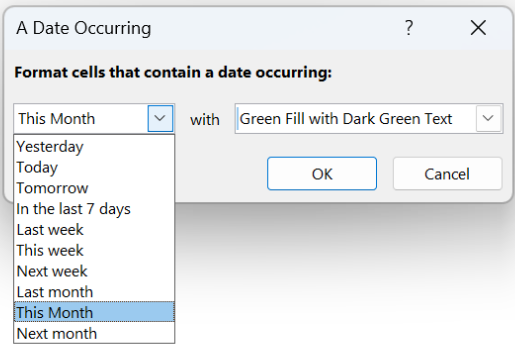 A Date Occurring ? X
Format cells that contain a date occurring:
This Month with Green Fill with Dark Green Text
Yesterday
Today
Tomorrow
In the last 7 days
Last week
This week
Next week
Last month
This Month
Next month
OK Cancel